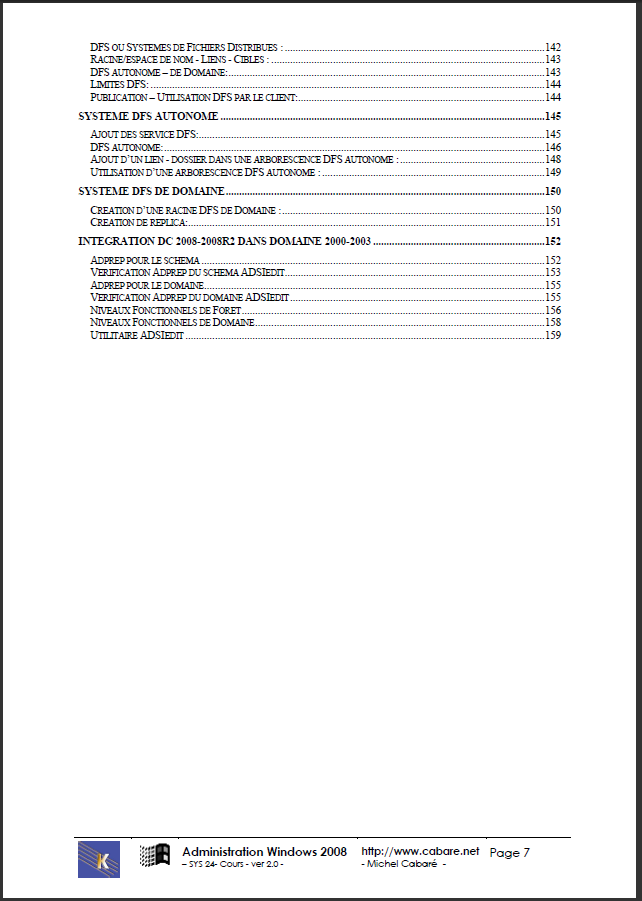 DFS OU SYSTEMES DE FICHIERS DISTRIBUES : ........ 142
RACINE/ESPACE DE NOM - LIENS - CIBLES : ........ 143
DFS AUTONOME – DE DOMAINE: ........ 143
LIMITES DFS: ........ 144
PUBLICATION – UTILISATION DFS PAR LE CLIENT: ........ 144
SYSTEME DFS AUTONOME ........ 145
AJOUT DES SERVICE DFS: ........ 145
DFS AUTONOME: ........ 146
AJOUT D'UN LIEN - DOSSIER DANS UNE ARBORESCENCE DFS AUTONOME : ........ 148
UTILISATION D'UNE ARBORESCENCE DFS AUTONOME : ........ 149
SYSTEME DFS DE DOMAINE ........ 150
CREATION D'UNE RACINE DFS DE DOMAINE : ........ 150
CREATION DE REPLICA: ........ 151
INTEGRATION DC 2008-2008R2 DANS DOMAINE 2000-2003 ........ 152
ADPREP POUR LE SCHEMA ........ 152
VERIFICATION ADPREP DU SCHEMA ADSIEDIT ........ 153
ADPREP POUR LE DOMAINE ........ 155
VERIFICATION ADPREP DU DOMAINE ADSIEDIT ........ 155
NIVEAUX FONCTIONNELS DE FORET ........ 156
NIVEAUX FONCTIONNELS DE DOMAINE ........ 158
UTILITAIRE ADSIEDIT ........ 159
K
Administration Windows 2008 http://www.cabare.net Page 7
– SYS 24- Cours - ver 2.0 - - Michel Cabaré -